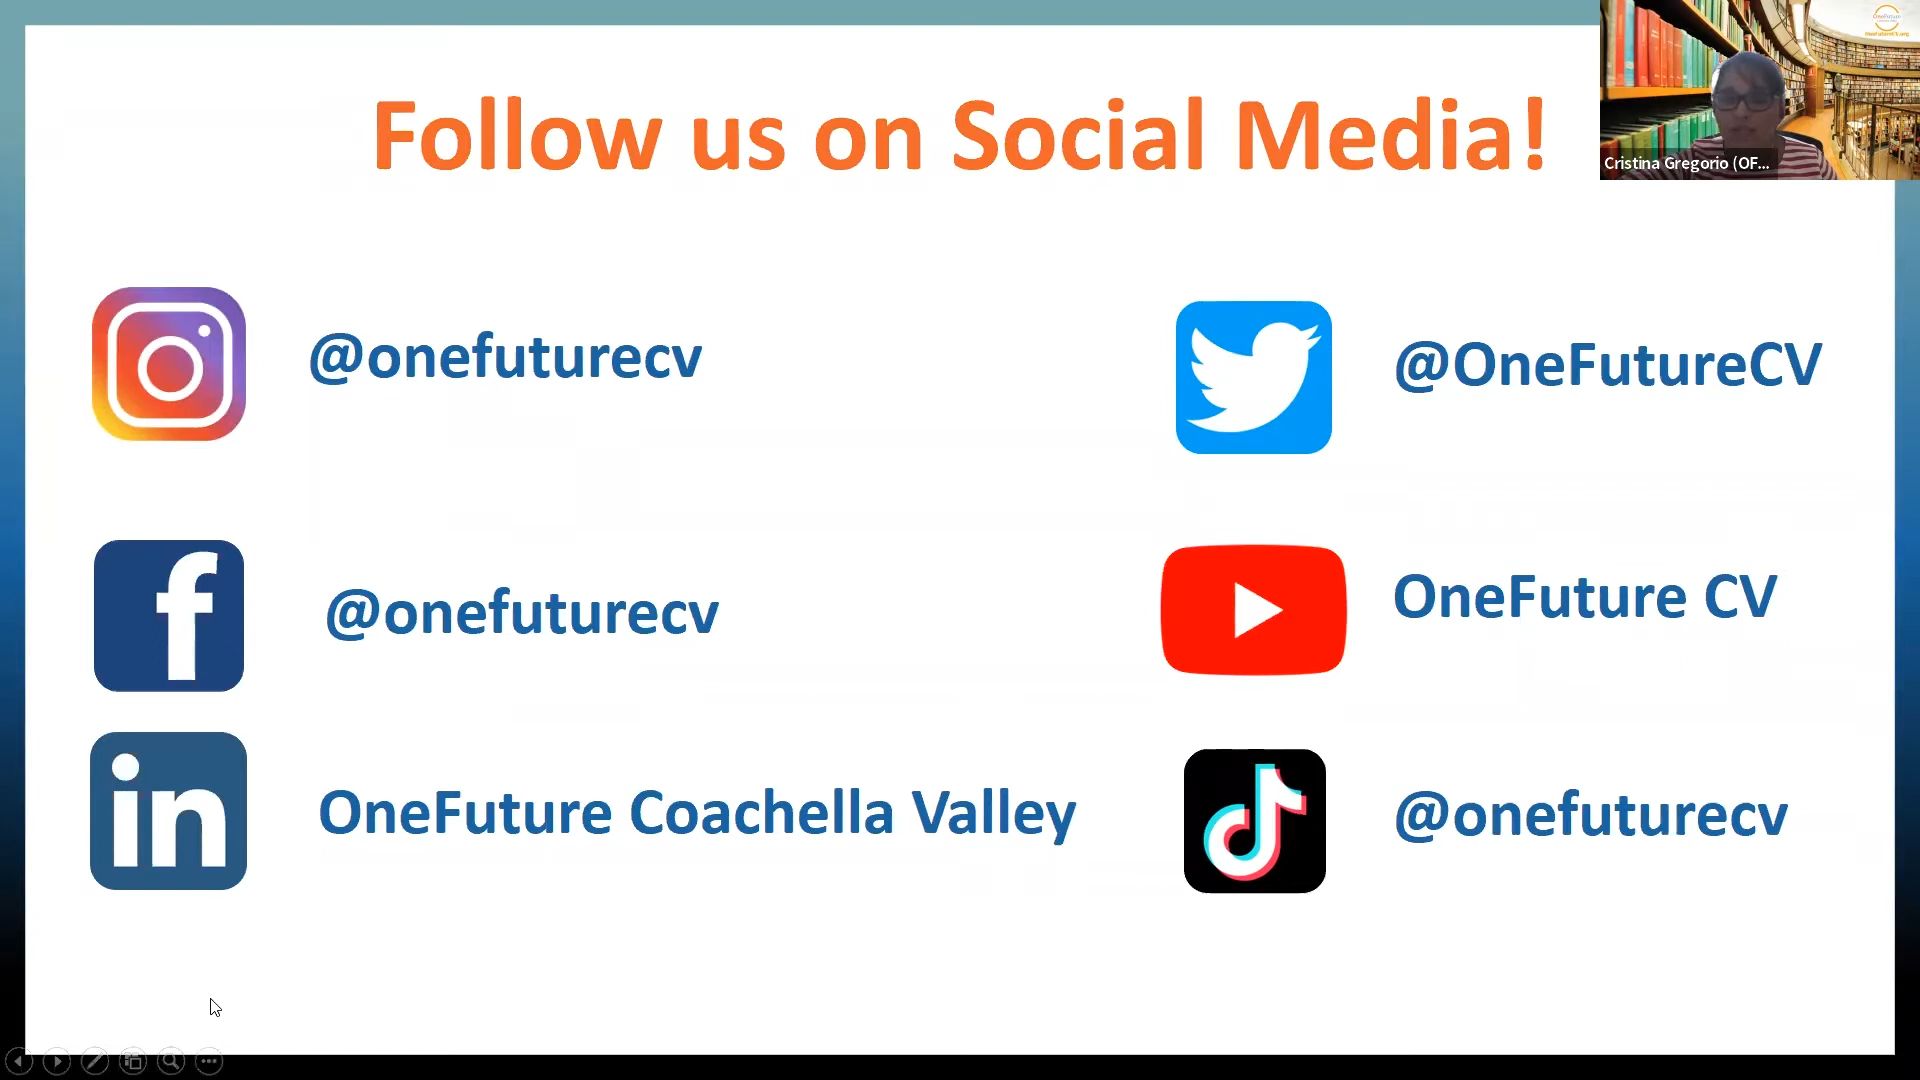 Follow us on Social Media!
Cristina Gregorio (OF...
@onefuturecv
@OneFutureCV
@onefuturecv
OneFuture CV
OneFuture Coachella Valley
@onefuturecv